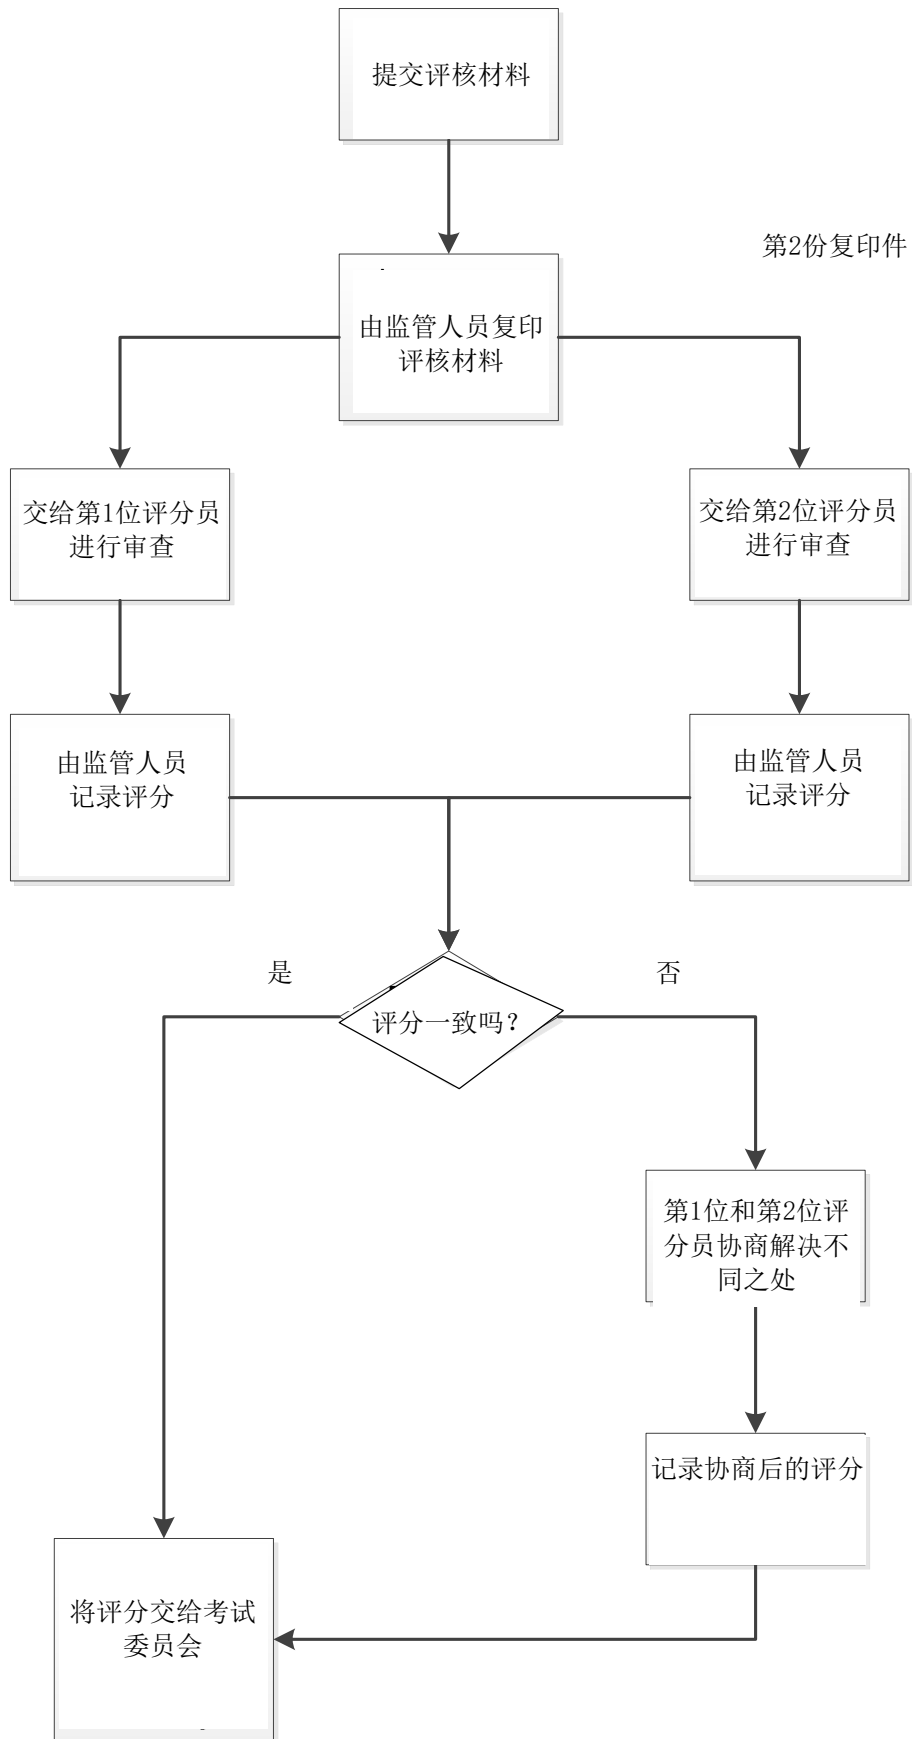 提交评核材料
第2份复印件
由监管人员复印
评核材料
交给第1位评分员
进行审查
交给第2位评分员
进行审查
由监管人员
记录评分
由监管人员
记录评分
是
否
评分一致吗？
第1位和第2位评
分员协商解决不
同之处
记录协商后的评分
将评分交给考试
委员会